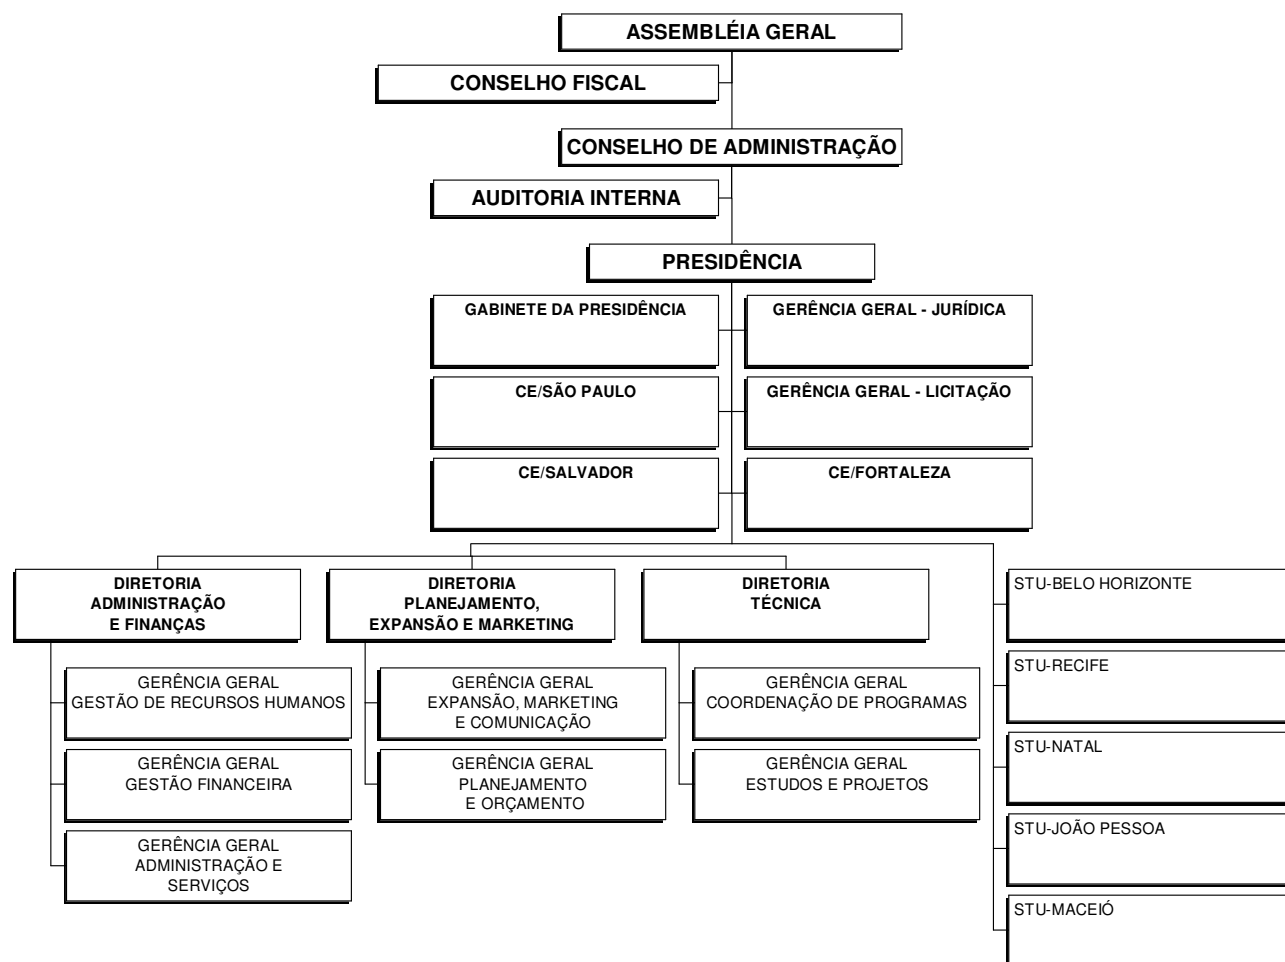 ASSEMBLÉIA GERAL
CONSELHO FISCAL
CONSELHO DE ADMINISTRAÇÃO
AUDITORIA INTERNA
PRESIDÊNCIA
GABINETE DA PRESIDÊNCIA
GERÊNCIA GERAL - JURÍDICA
CE/SÃO PAULO
GERÊNCIA GERAL - LICITAÇÃO
CE/SALVADOR
CE/FORTALEZA
DIRETORIA
ADMINISTRAÇÃO
E FINANÇAS
GERÊNCIA GERAL
GESTÃO DE RECURSOS HUMANOS
GERÊNCIA GERAL
GESTÃO FINANCEIRA
GERÊNCIA GERAL
ADMINISTRAÇÃO E
SERVIÇOS
DIRETORIA
PLANEJAMENTO,
EXPANSÃO E MARKETING
GERÊNCIA GERAL
EXPANSÃO, MARKETING
E COMUNICAÇÃO
GERÊNCIA GERAL
PLANEJAMENTO
E ORÇAMENTO
DIRETORIA
TÉCNICA
GERÊNCIA GERAL
COORDENAÇÃO DE PROGRAMAS
GERÊNCIA GERAL
ESTUDOS E PROJETOS
STU-BELO HORIZONTE
STU-RECIFE
STU-NATAL
STU-JOÃO PESSOA
STU-MACEIÓ